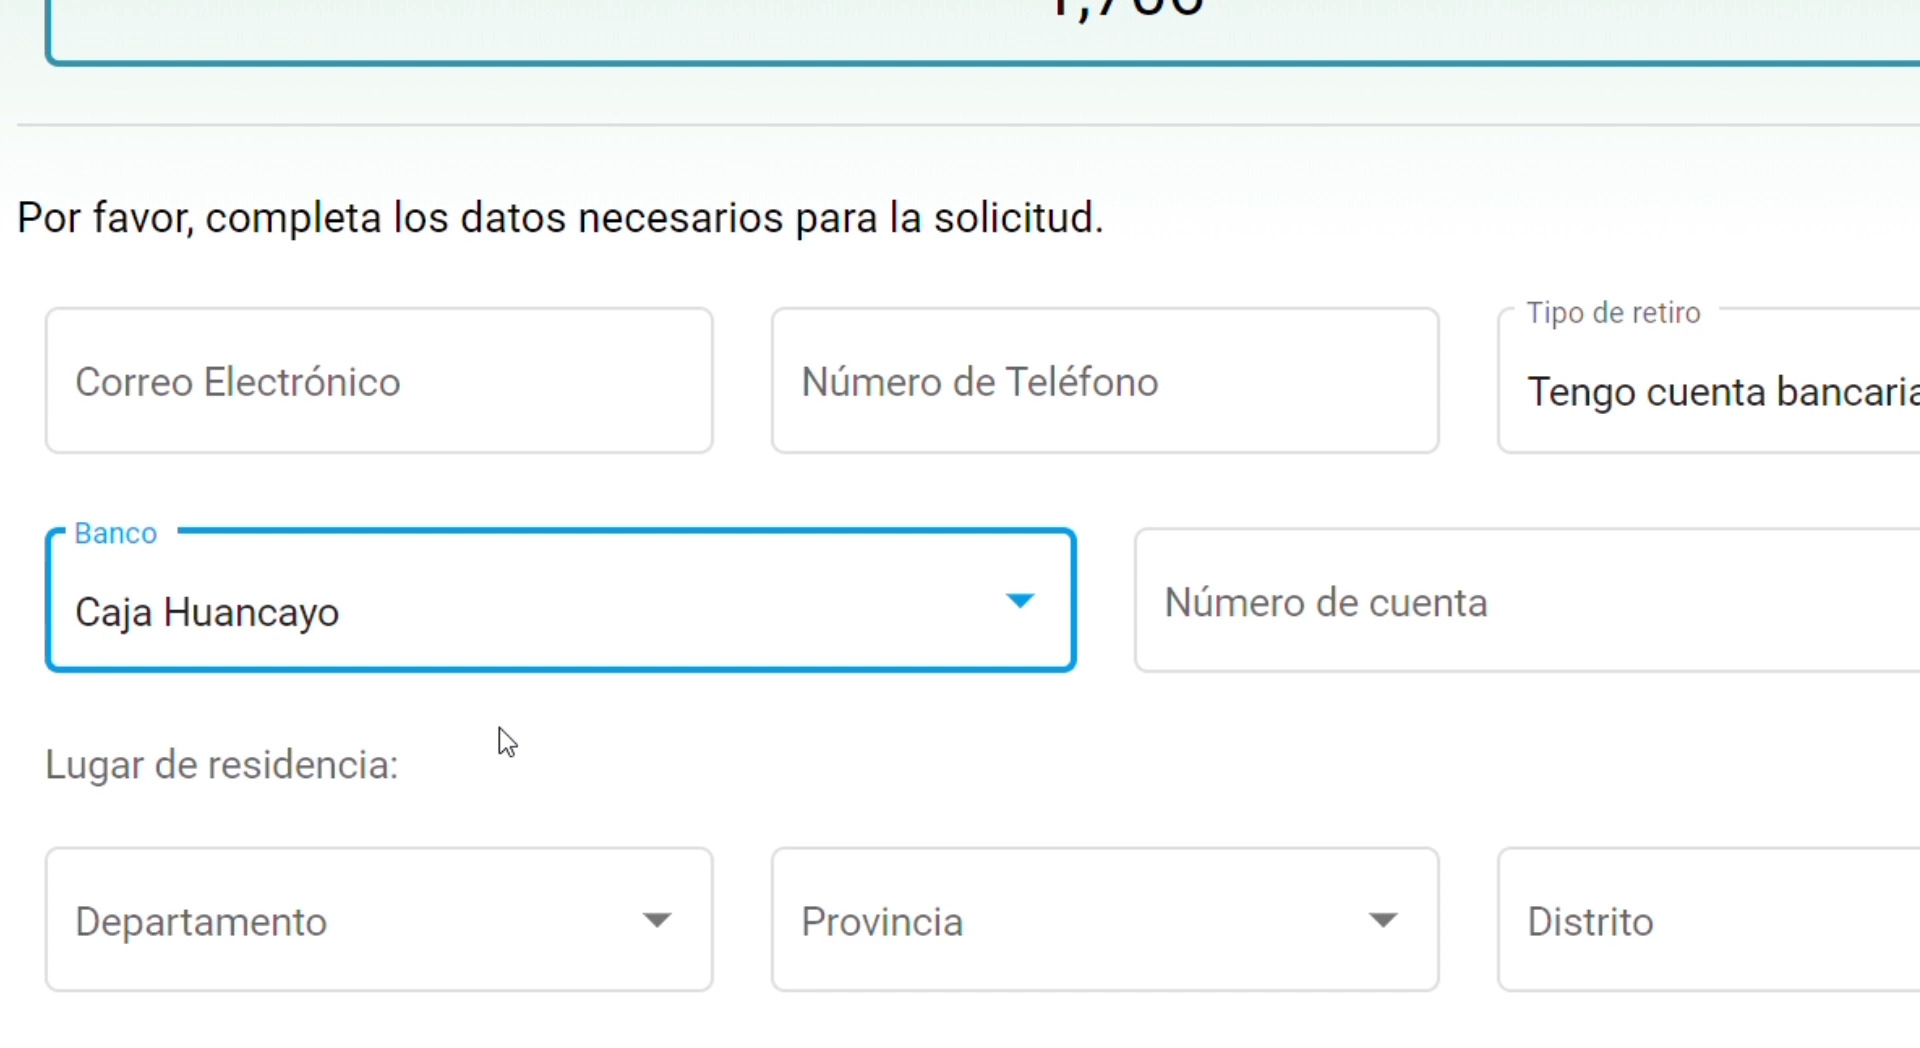 Por favor, completa los datos necesarios para la solicitud.
Correo Electrónico
Número de Teléfono
Tipo de retiro
Tengo cuenta bancaria
Banco
Caja Huancayo
Número de cuenta
Lugar de residencia:
Departamento
Provincia
Distrito